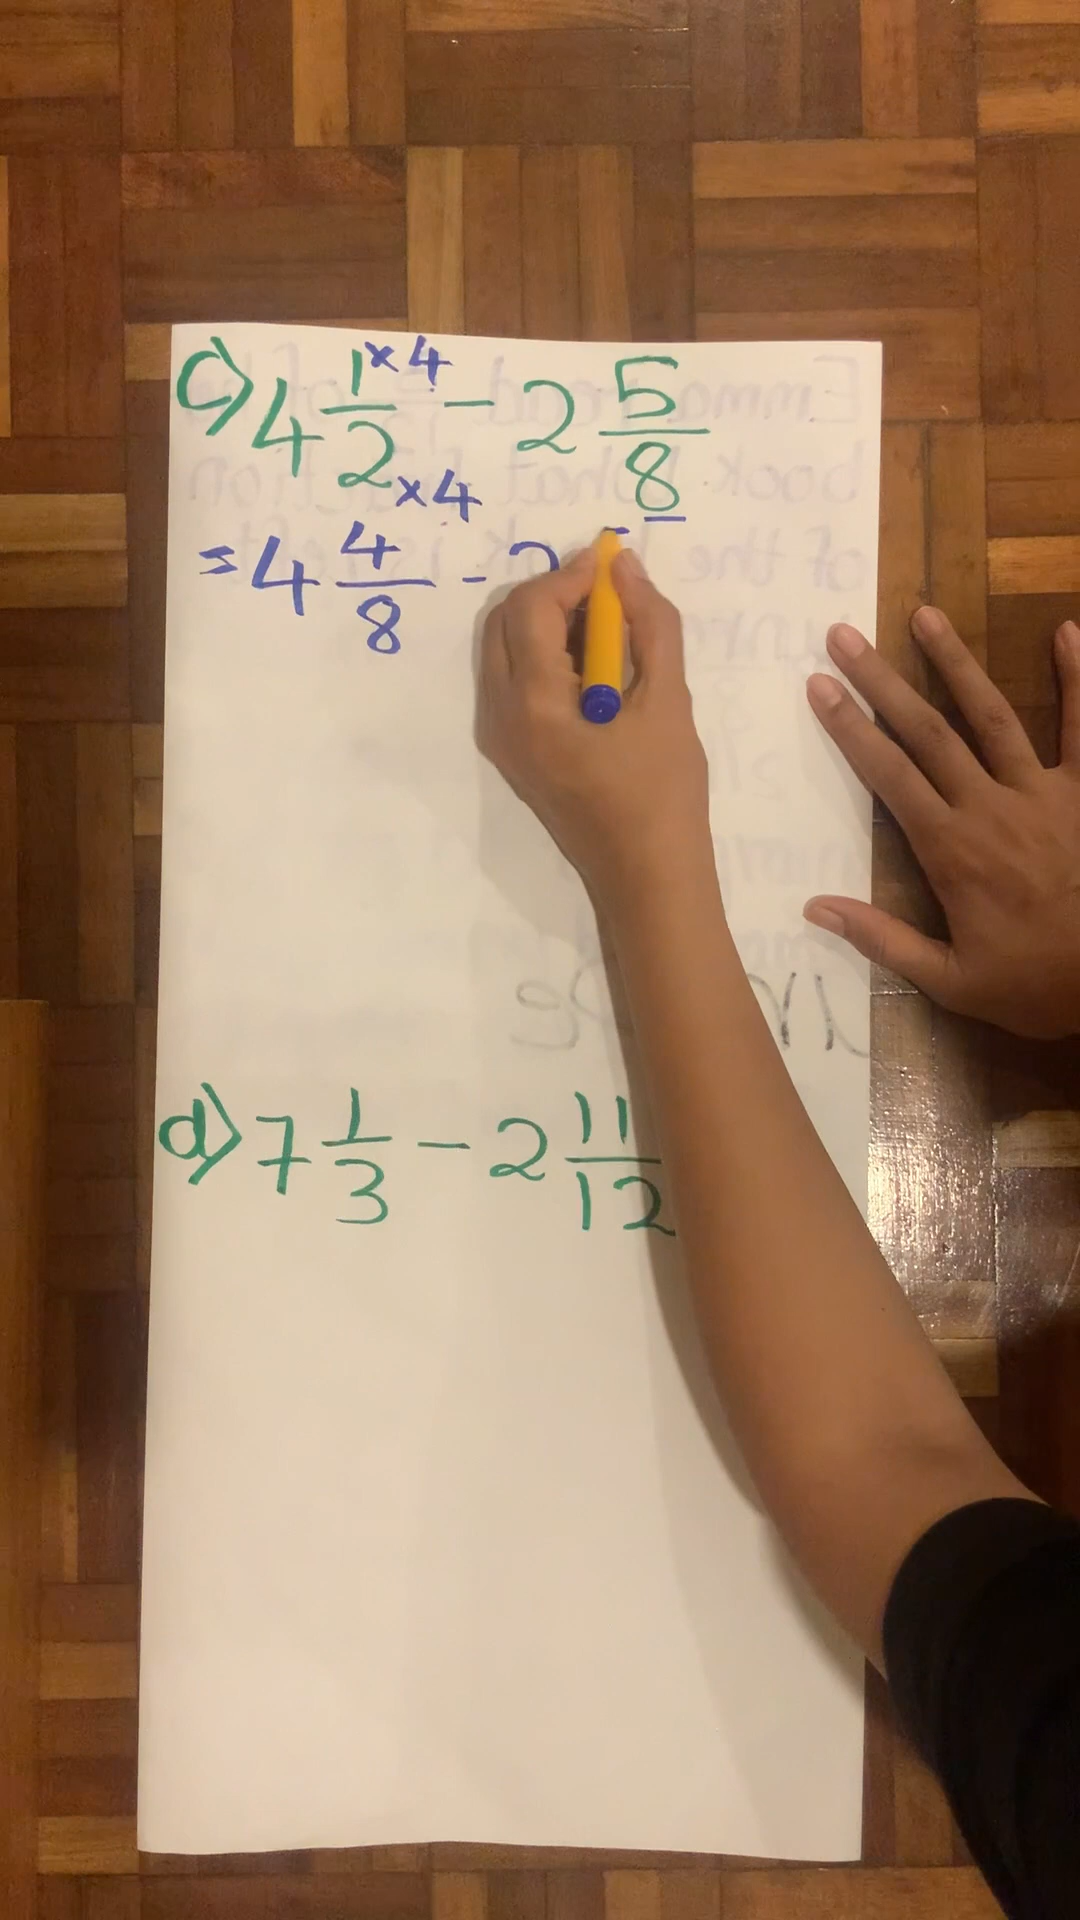 c) 4 1/2 ×4 ×4 - 2 5/8
= 4 4/8 - 2
d) 7 1/3 - 2 11/12